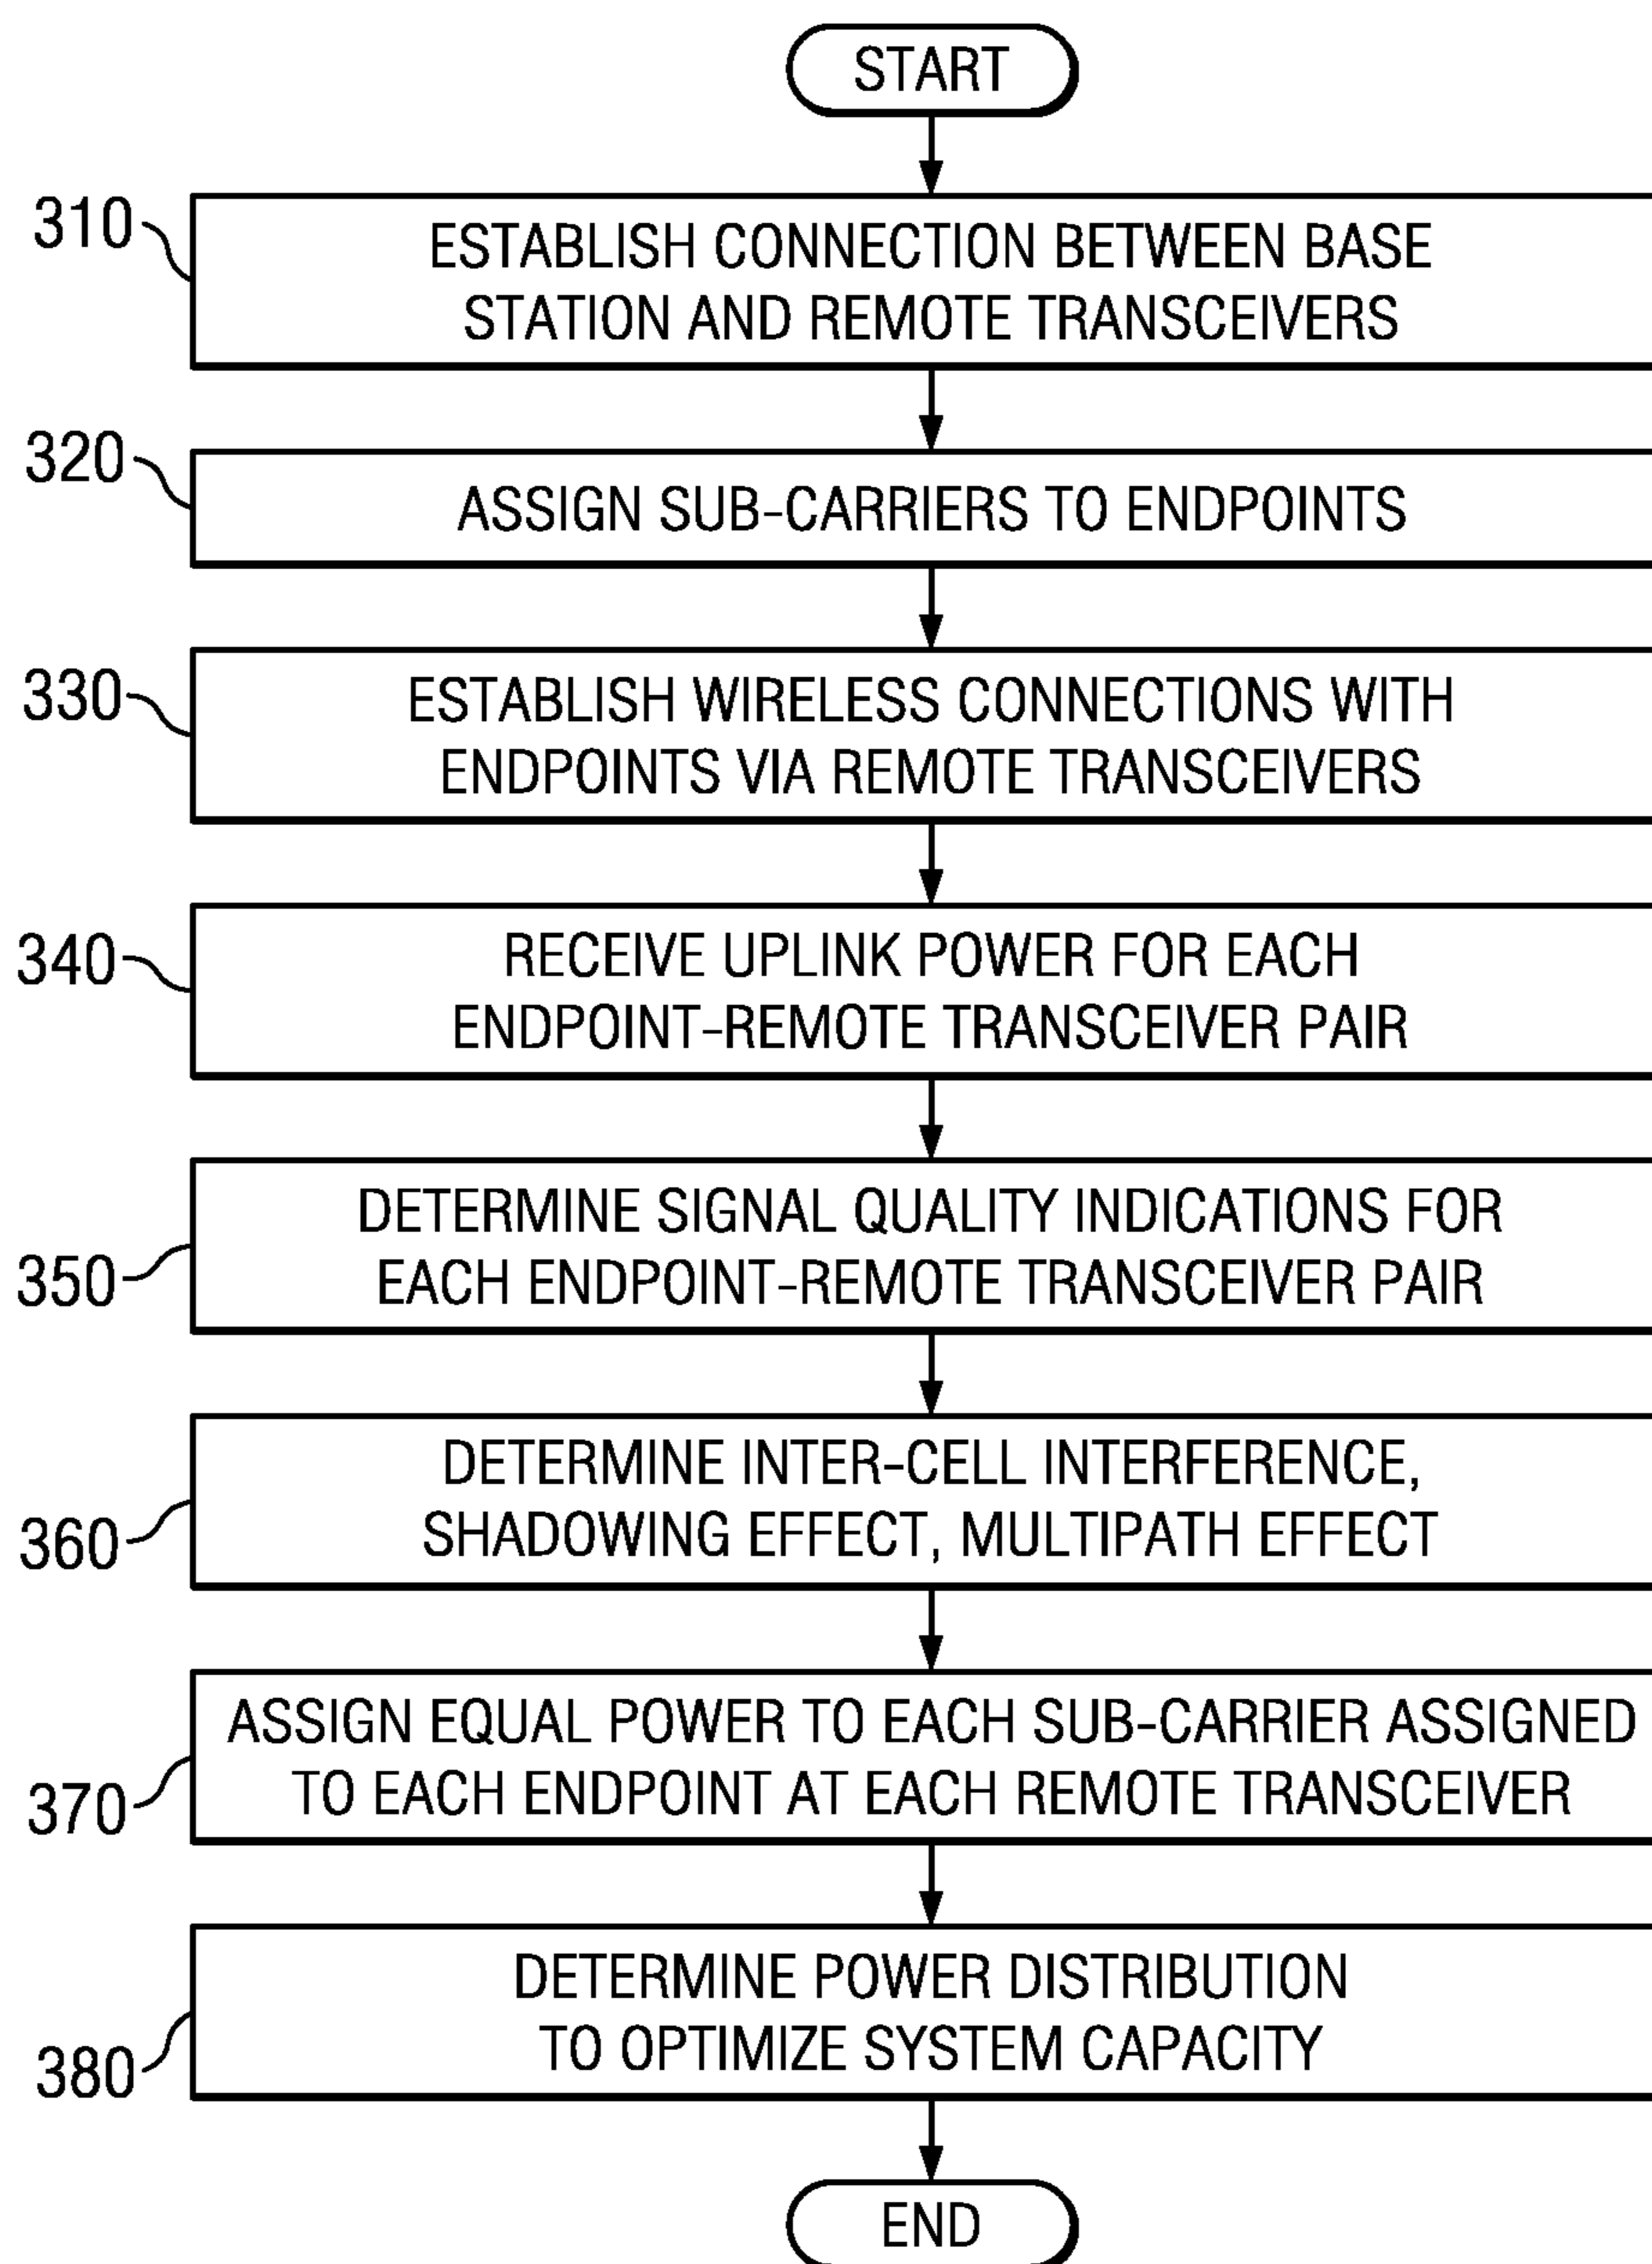 START
310
ESTABLISH CONNECTION BETWEEN BASE
STATION AND REMOTE TRANSCEIVERS
320
ASSIGN SUB-CARRIERS TO ENDPOINTS
330
ESTABLISH WIRELESS CONNECTIONS WITH
ENDPOINTS VIA REMOTE TRANSCEIVERS
340
RECEIVE UPLINK POWER FOR EACH
ENDPOINT-REMOTE TRANSCEIVER PAIR
350
DETERMINE SIGNAL QUALITY INDICATIONS FOR
EACH ENDPOINT-REMOTE TRANSCEIVER PAIR
360
DETERMINE INTER-CELL INTERFERENCE,
SHADOWING EFFECT, MULTIPATH EFFECT
370
ASSIGN EQUAL POWER TO EACH SUB-CARRIER ASSIGNED
TO EACH ENDPOINT AT EACH REMOTE TRANSCEIVER
380
DETERMINE POWER DISTRIBUTION
TO OPTIMIZE SYSTEM CAPACITY
END